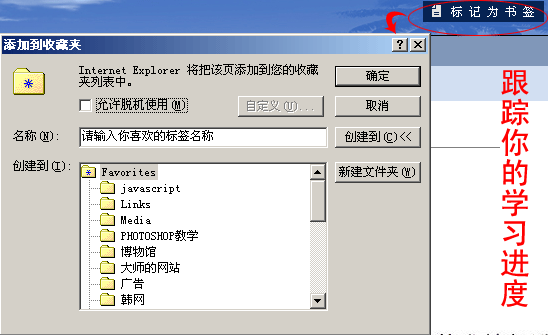 标记为书签
添加到收藏夹
Internet Explorer 将把该页添加到您的收藏
夹列表中。
确定
允许脱机使用(M)
自定义(U)...
取消
名称(N):
请输入你喜欢的标签名称
创建到(C)<<
创建到(I):
Favorites
新建文件夹(W)
javascript
Links
Media
PHOTOSHOP教学
博物馆
大师的网站
广告
韩网
跟踪你的学习进度